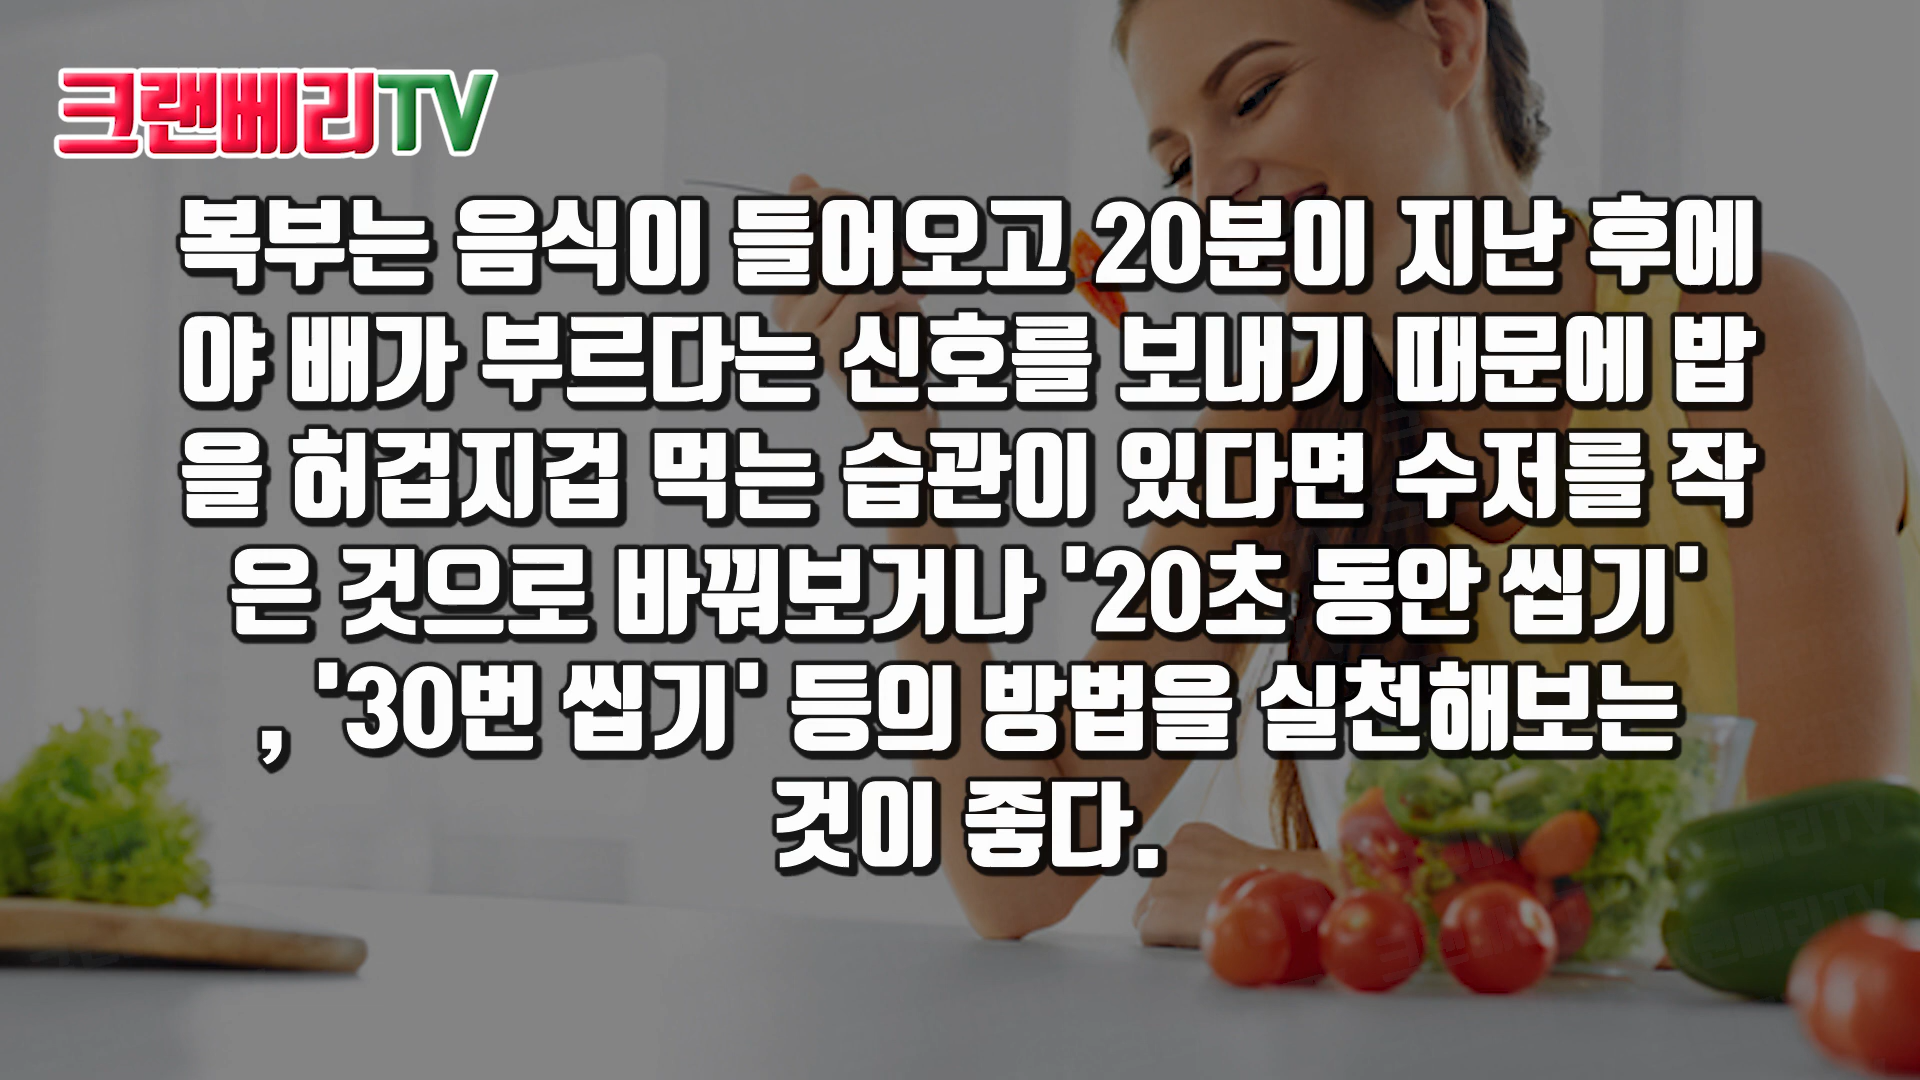 크랜베리TV
복부는 음식이 들어오고 20분이 지난 후에
야 배가 부르다는 신호를 보내기 때문에 밥
을 허겁지겁 먹는 습관이 있다면 수저를 작
은 것으로 바꿔보거나 '20초 동안 씹기'
, '30번 씹기' 등의 방법을 실천해보는
것이 좋다.